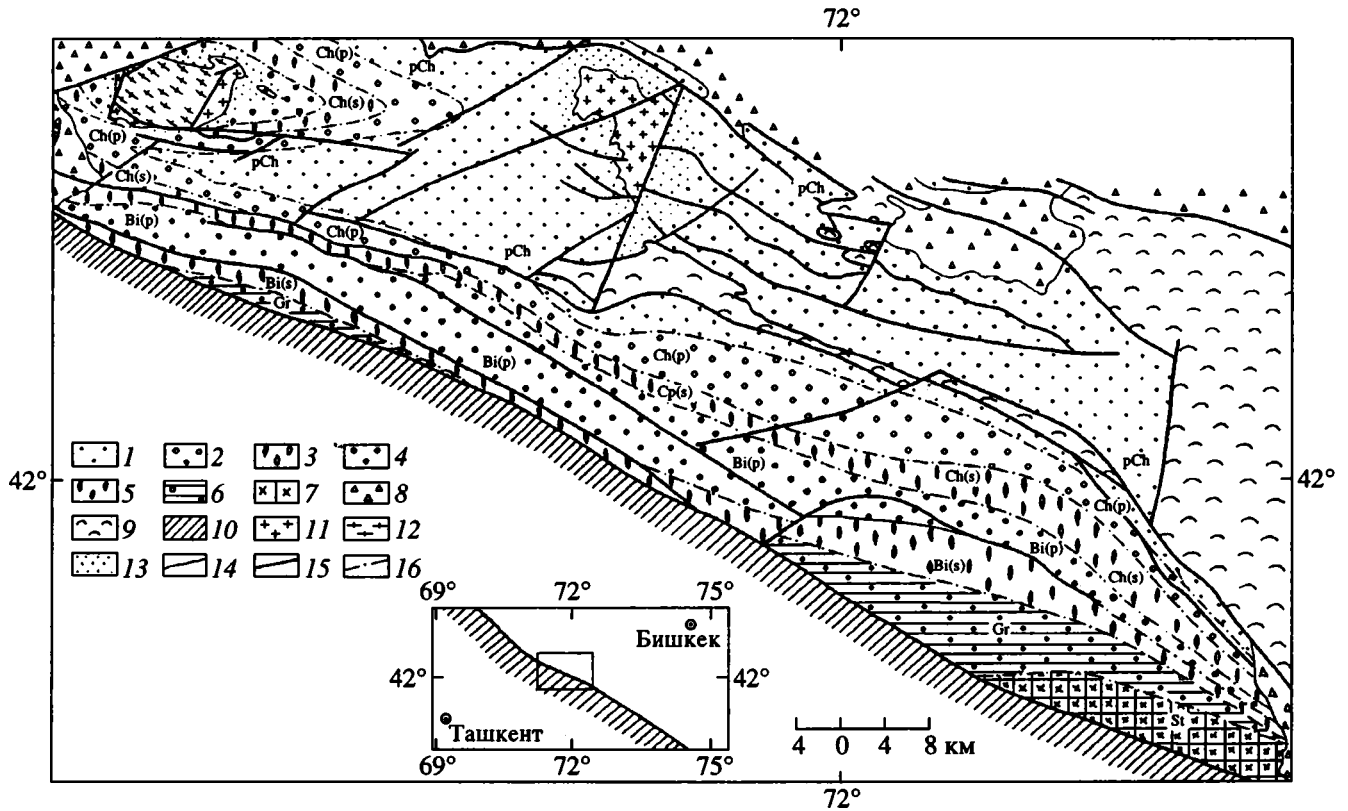 72°
Ch(p)
pCh
Ch(s)
Ch(p)
pCh
Ch(s)
pCh
Bi(p)
Ch(p)
pCh
Bi(s)
Gr
Ch(p)
Bi(p)
Cp(s)
pCh
42°
1 2 3 4
Bi(p)
Ch(s)
42°
5 6 7 8
Ch(p)
9 10 11 12
Bi(p)
Bi(s)
Ch(s)
13 14 15 16
69° 72° 75°
Бишкек
Gr
42° 42°
St
Ташкент
4 0 4 8 км
69° 72° 75°
72°